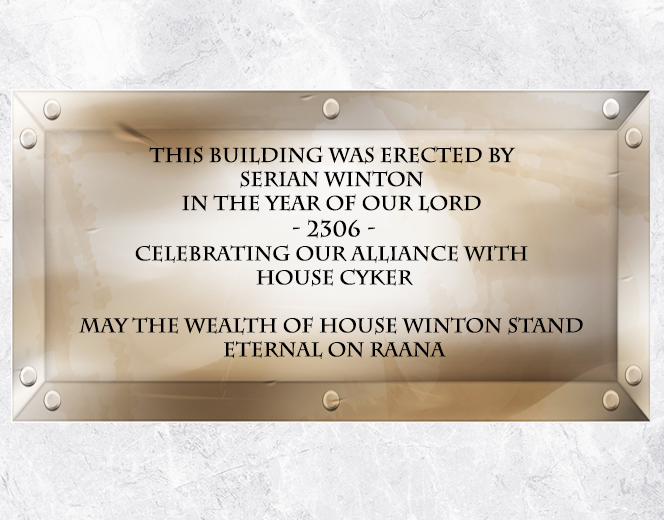 THIS BUILDING WAS ERECTED BY
SERIAN WINTON
IN THE YEAR OF OUR LORD
- 2306 -
CELEBRATING OUR ALLIANCE WITH
HOUSE CYKER
MAY THE WEALTH OF HOUSE WINTON STAND
ETERNAL ON RAANA